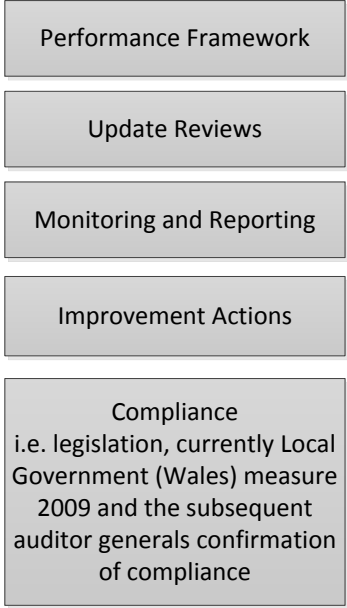 Performance Framework
Update Reviews
Monitoring and Reporting
Improvement Actions
Compliance
i.e. legislation, currently Local
Government (Wales) measure
2009 and the subsequent
auditor generals confirmation
of compliance